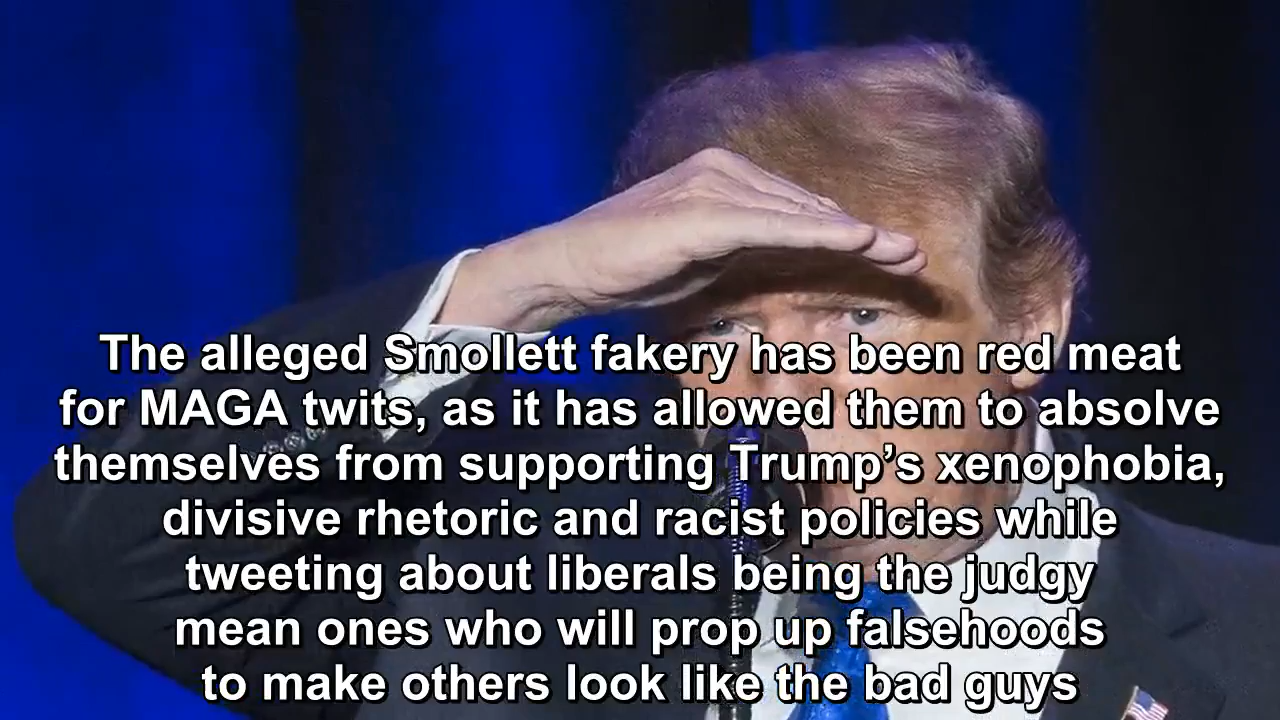 The alleged Smollett fakery has been red meat
for MAGA twits, as it has allowed them to absolve
themselves from supporting Trump’s xenophobia,
divisive rhetoric and racist policies while
tweeting about liberals being the judgy
mean ones who will prop up falsehoods
to make others look like the bad guys